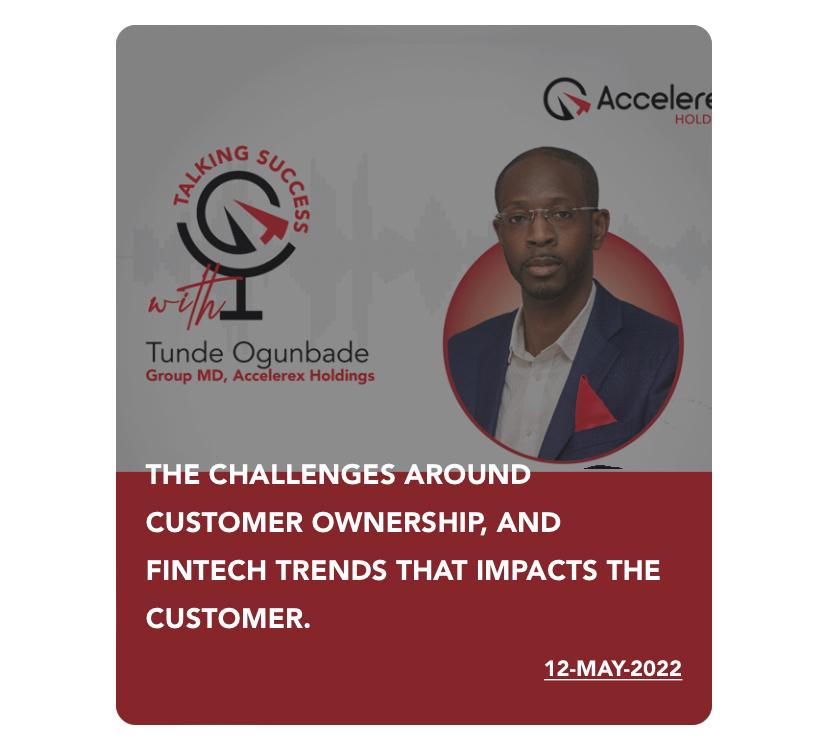 Accelere
HOLD
TALKING SUCCESS
with
Tunde Ogunbade
Group MD, Accelerex Holdings
THE CHALLENGES AROUND
CUSTOMER OWNERSHIP, AND
FINTECH TRENDS THAT IMPACTS THE
CUSTOMER.
12-MAY-2022